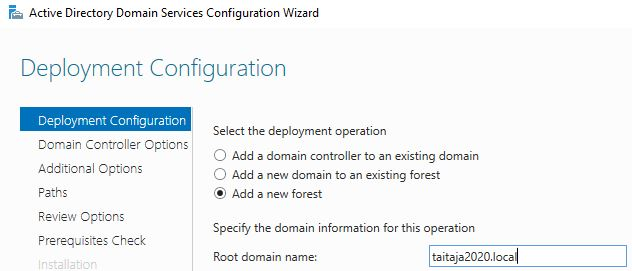 Active Directory Domain Services Configuration Wizard
Deployment Configuration
Deployment Configuration
Domain Controller Options
Additional Options
Paths
Review Options
Prerequisites Check
Installation
Select the deployment operation
Add a domain controller to an existing domain
Add a new domain to an existing forest
Add a new forest
Specify the domain information for this operation
Root domain name: taitaja2020.local